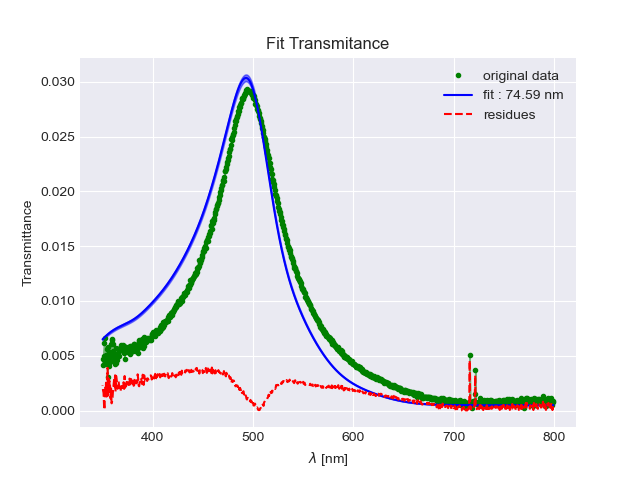 Fit Transmitance
original data
fit : 74.59 nm
residues
Transmittance
0.030
0.025
0.020
0.015
0.010
0.005
0.000
400 500 600 700 800
λ [nm]